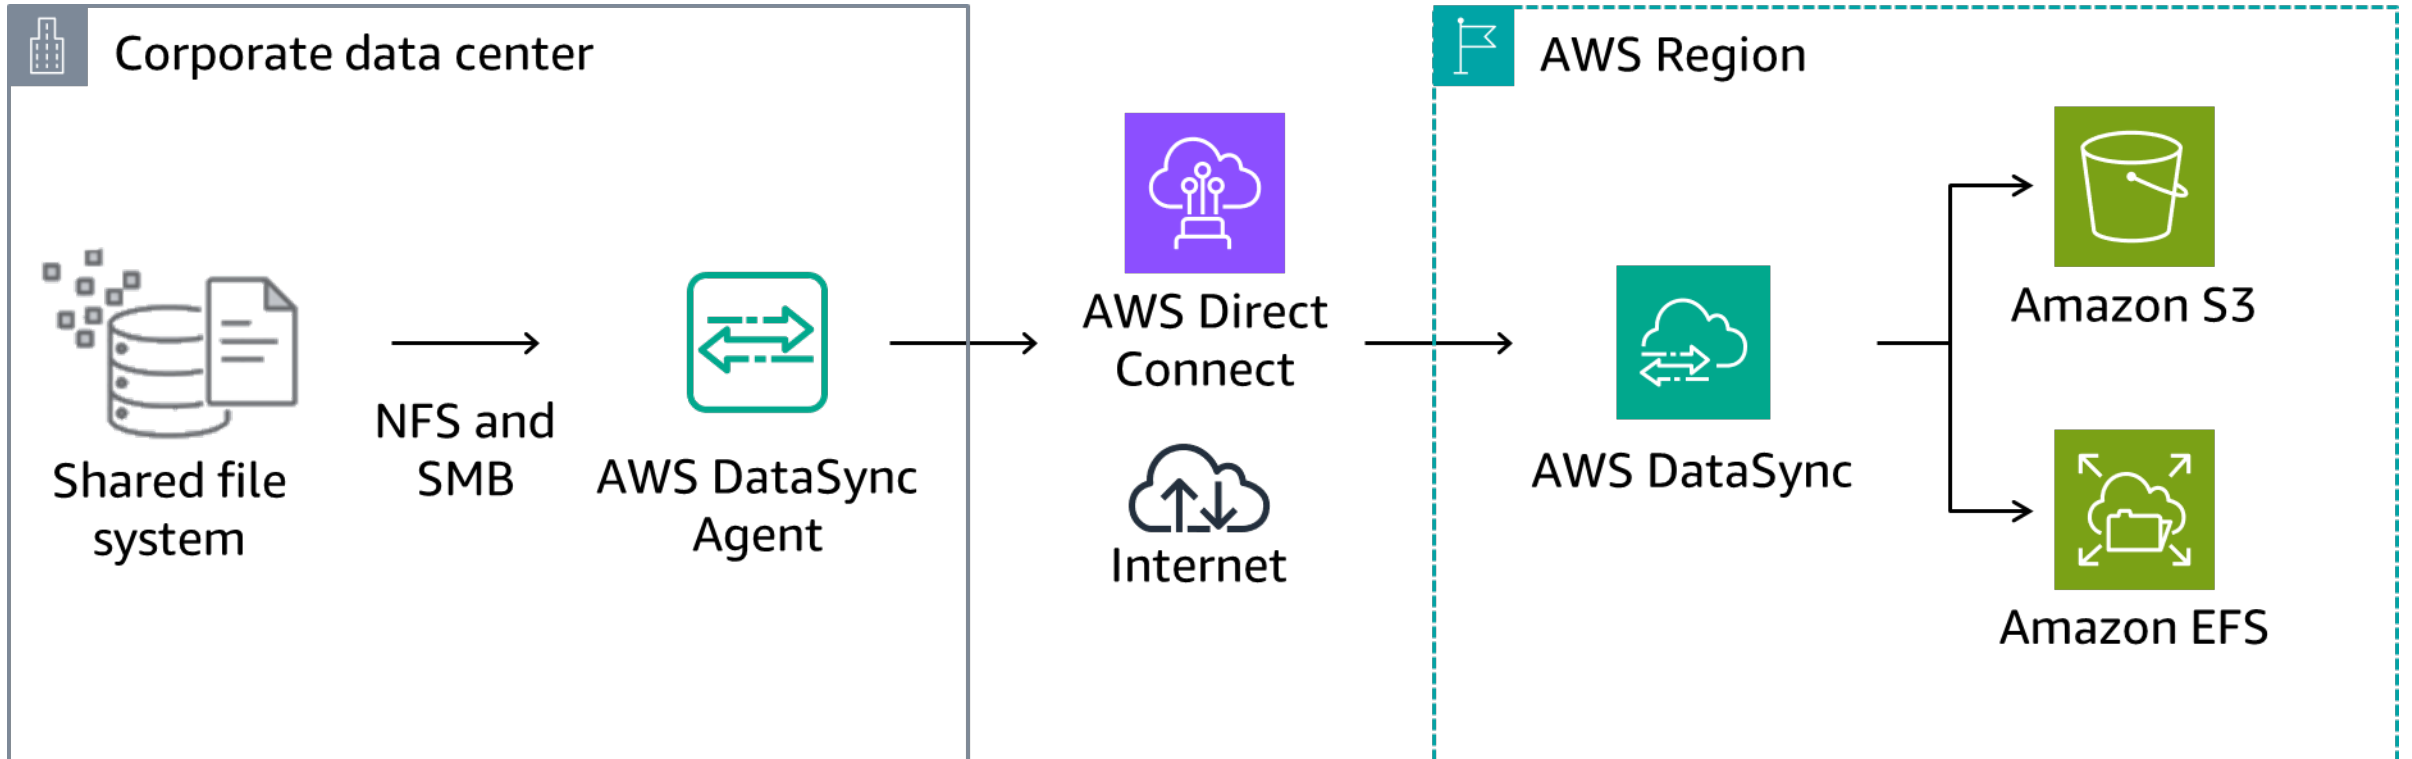 Corporate data center
AWS Region
Shared file
system
NFS and
SMB
AWS DataSync
Agent
AWS Direct
Connect
Internet
AWS DataSync
Amazon S3
Amazon EFS